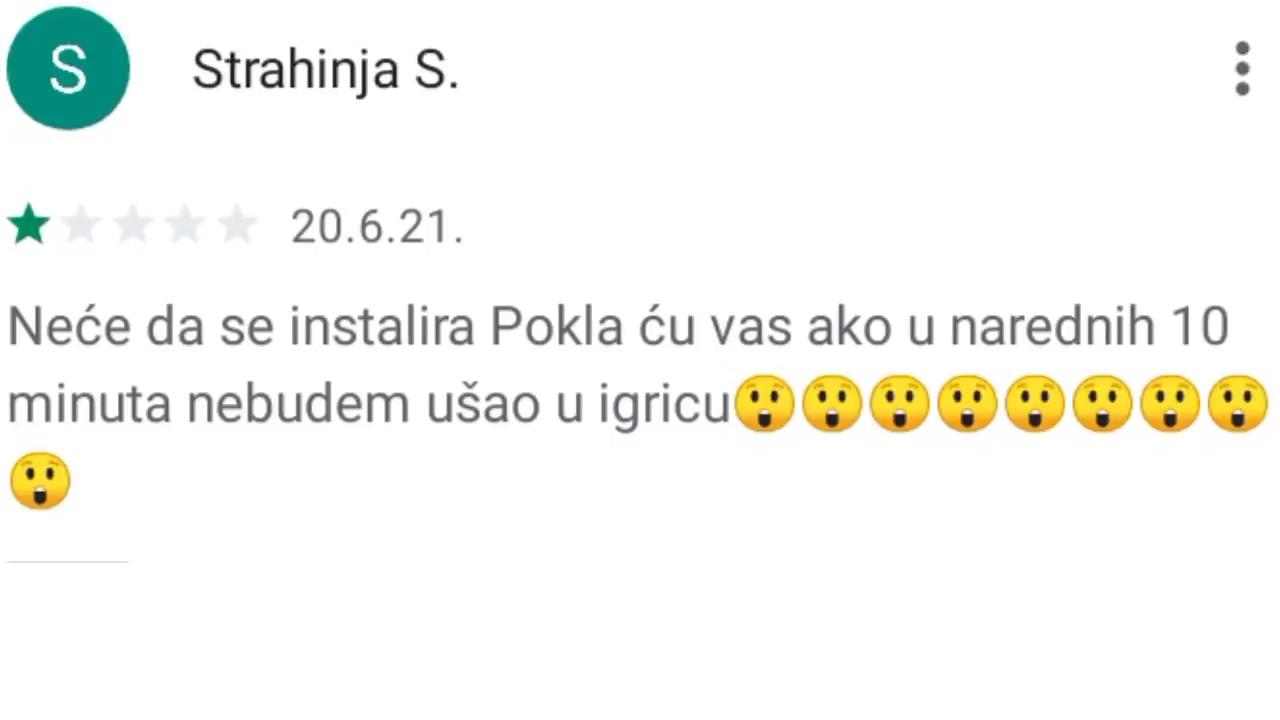 S
Strahinja S.
20.6.21.
Neće da se instalira Pokla ću vas ako u narednih 10
minuta nebudem ušao u igricu😲😲😲😲😲😲😲😲
😲